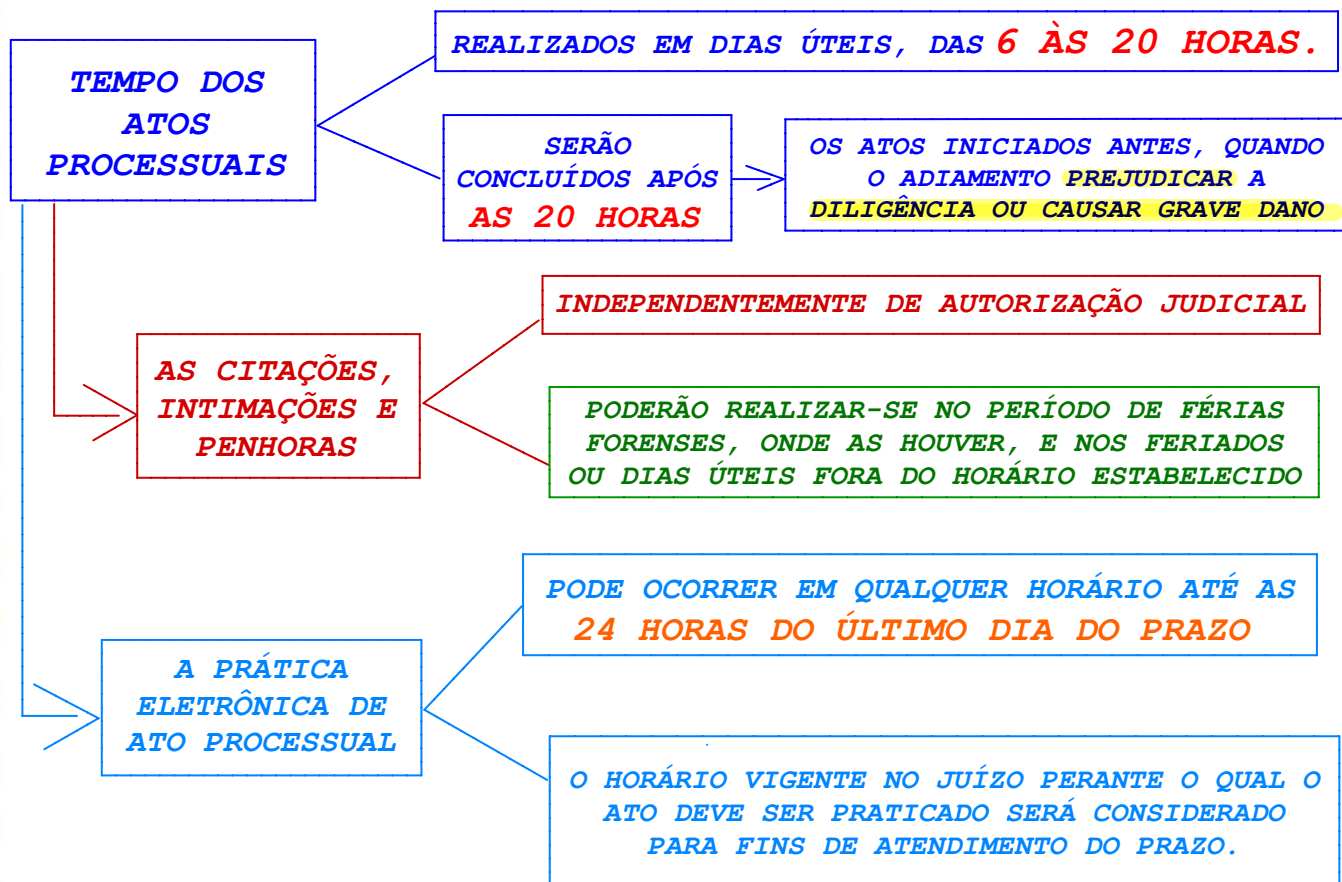 TEMPO DOS
ATOS
PROCESSUAIS
REALIZADOS EM DIAS ÚTEIS, DAS 6 ÀS 20 HORAS.
SERÃO
CONCLUÍDOS APÓS
AS 20 HORAS
OS ATOS INICIADOS ANTES, QUANDO
O ADIAMENTO PREJUDICAR A
DILIGÊNCIA OU CAUSAR GRAVE DANO
AS CITAÇÕES,
INTIMAÇÕES E
PENHORAS
INDEPENDENTEMENTE DE AUTORIZAÇÃO JUDICIAL
PODERÃO REALIZAR-SE NO PERÍODO DE FÉRIAS
FORENSES, ONDE AS HOUVER, E NOS FERIADOS
OU DIAS ÚTEIS FORA DO HORÁRIO ESTABELECIDO
A PRÁTICA
ELETRÔNICA DE
ATO PROCESSUAL
PODE OCORRER EM QUALQUER HORÁRIO ATÉ AS
24 HORAS DO ÚLTIMO DIA DO PRAZO
O HORÁRIO VIGENTE NO JUÍZO PERANTE O QUAL O
ATO DEVE SER PRATICADO SERÁ CONSIDERADO
PARA FINS DE ATENDIMENTO DO PRAZO.